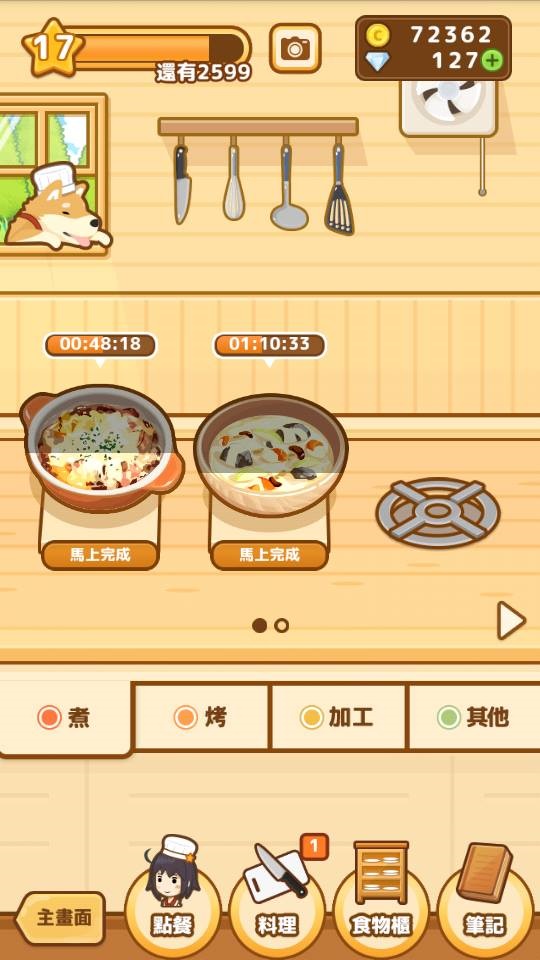 17
還有2599
C 72362
127
00:48:18
01:10:33
馬上完成
馬上完成
煮
烤
加工
其他
1
主畫面
點餐
料理
食物櫃
筆記